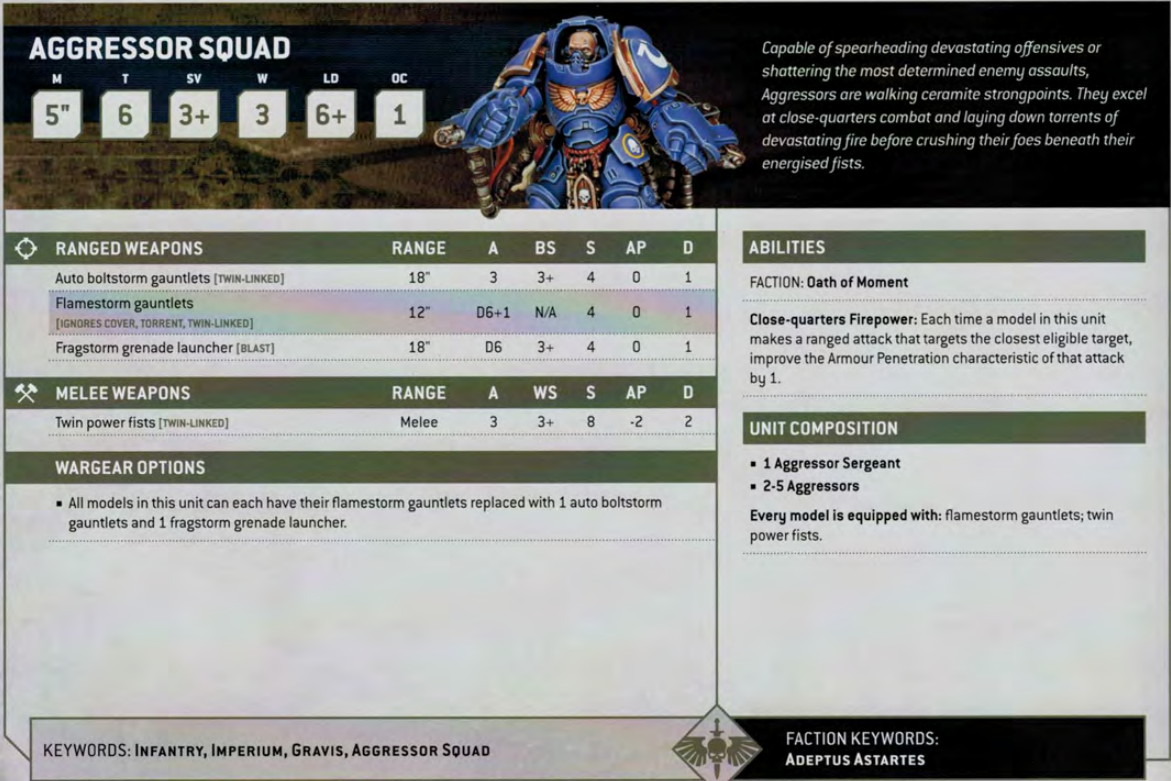 AGGRESSOR SQUAD
M T SV W LD OC
5" 6 3+ 3 6+ 1
Capable of spearheading devastating offensives or
shattering the most determined enemy assaults,
Aggressors are walking ceramite strongpoints. They excel
at close-quarters combat and laying down torrents of
devastating fire before crushing their foes beneath their
energised fists.
RANGED WEAPONS RANGE A BS S AP D
Auto boltstorm gauntlets [TWIN-LINKED] 18" 3 3+ 4 0 1
Flamestorm gauntlets
[IGNORES COVER, TORRENT, TWIN-LINKED] 12" D6+1 N/A 4 0 1
Fragstorm grenade launcher [BLAST] 18" D6 3+ 4 0 1
MELEE WEAPONS RANGE A WS S AP D
Twin power fists [TWIN-LINKED] Melee 3 3+ 8 -2 2
WARGEAR OPTIONS
▪ All models in this unit can each have their flamestorm gauntlets replaced with 1 auto boltstorm
gauntlets and 1 fragstorm grenade launcher.
ABILITIES
FACTION: Oath of Moment
Close-quarters Firepower: Each time a model in this unit
makes a ranged attack that targets the closest eligible target,
improve the Armour Penetration characteristic of that attack
by 1.
UNIT COMPOSITION
▪ 1 Aggressor Sergeant
▪ 2-5 Aggressors
Every model is equipped with: flamestorm gauntlets; twin
power fists.
KEYWORDS: INFANTRY, IMPERIUM, GRAVIS, AGGRESSOR SQUAD
FACTION KEYWORDS:
ADEPTUS ASTARTES